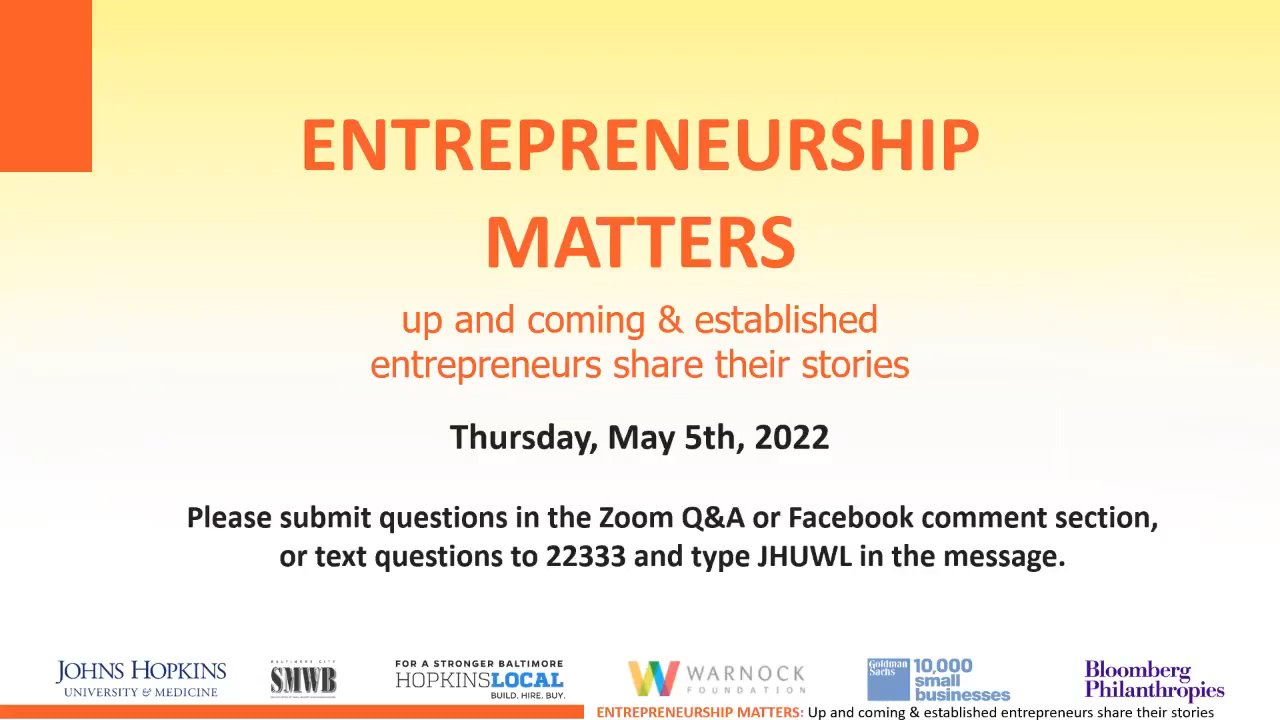 ENTREPRENEURSHIP
MATTERS
up and coming & established
entrepreneurs share their stories
Thursday, May 5th, 2022
Please submit questions in the Zoom Q&A or Facebook comment section,
or text questions to 22333 and type JHUWL in the message.
JOHNS HOPKINS
UNIVERSITY & MEDICINE
BALTIMORE CITY
SMWB
FOR A STRONGER BALTIMORE
HOPKINSLOCAL
BUILD. HIRE. BUY.
WARNOCK
FOUNDATION
Goldman
Sachs
10,000
small
businesses
Bloomberg
Philanthropies
ENTREPRENEURSHIP MATTERS: Up and coming & established entrepreneurs share their stories